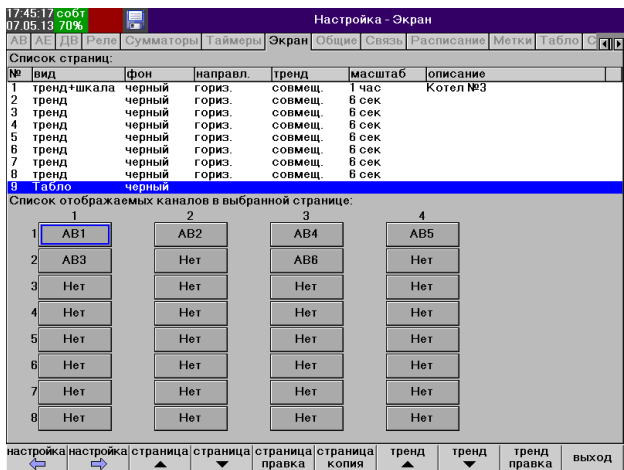 17:45:17 собт
07.05.13 70%
Настройка - Экран
АВ АЕ ДВ Реле Сумматоры Таймеры Экран Общие Связь Расписание Метки Табло С
Список страниц:
№ вид фон направл. тренд масштаб описание
1 тренд+шкала черный гориз. совмещ. 1 час Котел №3
2 тренд черный гориз. совмещ. 6 сек
3 тренд черный гориз. совмещ. 6 сек
4 тренд черный гориз. совмещ. 6 сек
5 тренд черный гориз. совмещ. 6 сек
6 тренд черный гориз. совмещ. 6 сек
7 тренд черный гориз. совмещ. 6 сек
8 тренд черный гориз. совмещ. 6 сек
9 Табло черный
Список отображаемых каналов в выбранной странице:
1 2 3 4
1 АВ1 АВ2 АВ4 АВ5
2 АВ3 Нет АВ6 Нет
3 Нет Нет Нет Нет
4 Нет Нет Нет Нет
5 Нет Нет Нет Нет
6 Нет Нет Нет Нет
7 Нет Нет Нет Нет
8 Нет Нет Нет Нет
настройка настройка страница страница страница страница тренд тренд тренд выход
правка копия правка